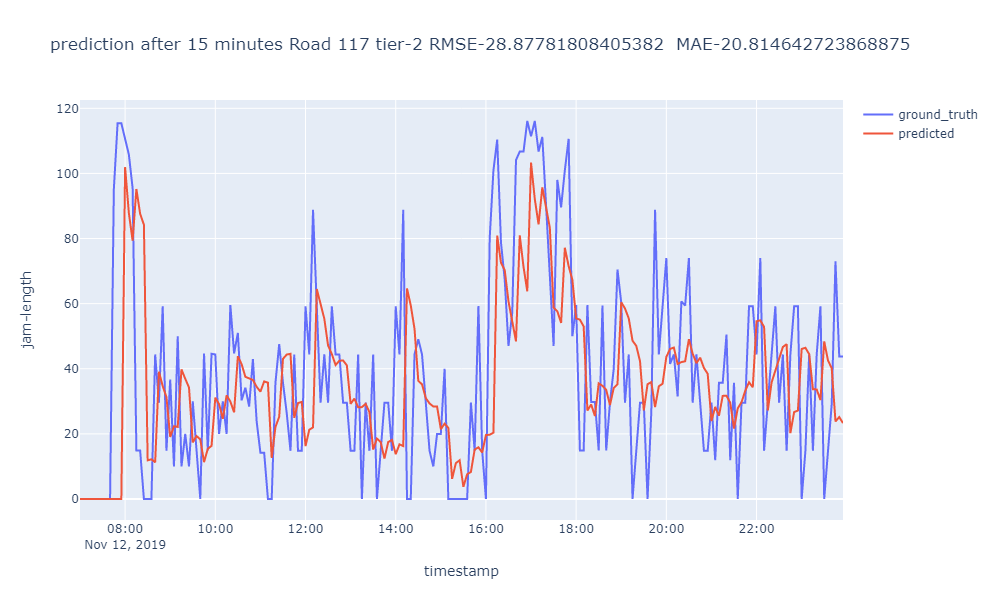 prediction after 15 minutes Road 117 tier-2 RMSE-28.87781808405382  MAE-20.814642723868875
ground_truth
predicted
jam-length
120
100
80
60
40
20
0
08:00 10:00 12:00 14:00 16:00 18:00 20:00 22:00
Nov 12, 2019
timestamp